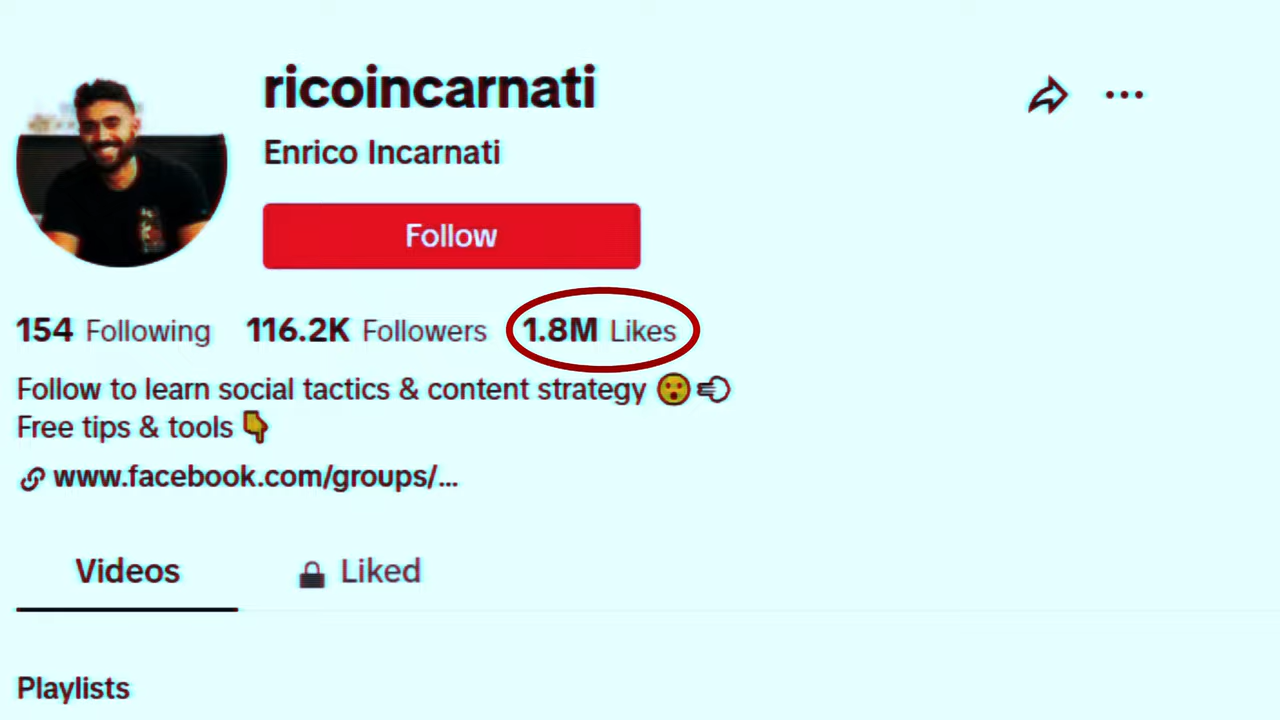 ricoincarnati
Enrico Incarnati
Follow
154 Following 116.2K Followers 1.8M Likes
Follow to learn social tactics & content strategy 😮💨
Free tips & tools 👇
www.facebook.com/groups/...
Videos Liked
Playlists